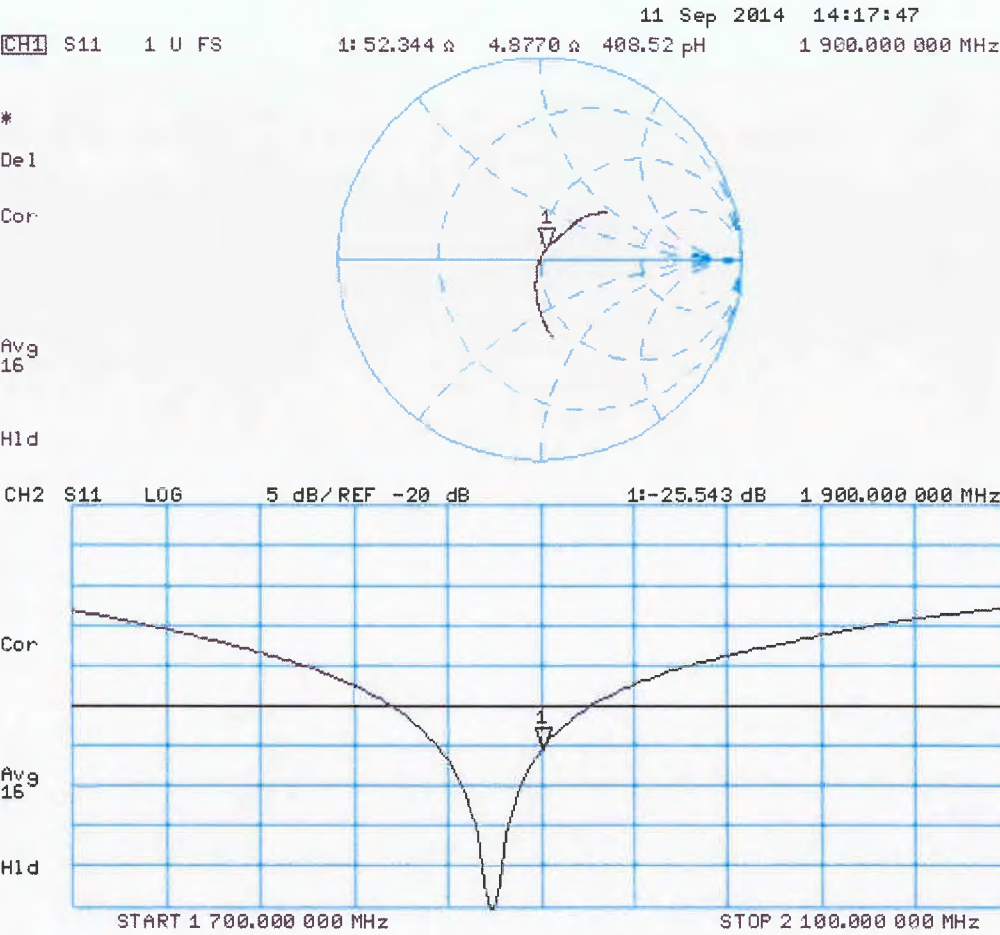 11 Sep 2014 14:17:47
CH1 S11 1 U FS 1: 52.344 Ω 4.8770 Ω 408.52 pH 1 900.000 000 MHz
*
Del
1
Cor
Avg
16
Hld
CH2 S11 LOG 5 dB/ REF -20 dB 1:-25.543 dB 1 900.000 000 MHz
Cor
1
Avg
16
Hld
START 1 700.000 000 MHz STOP 2 100.000 000 MHz